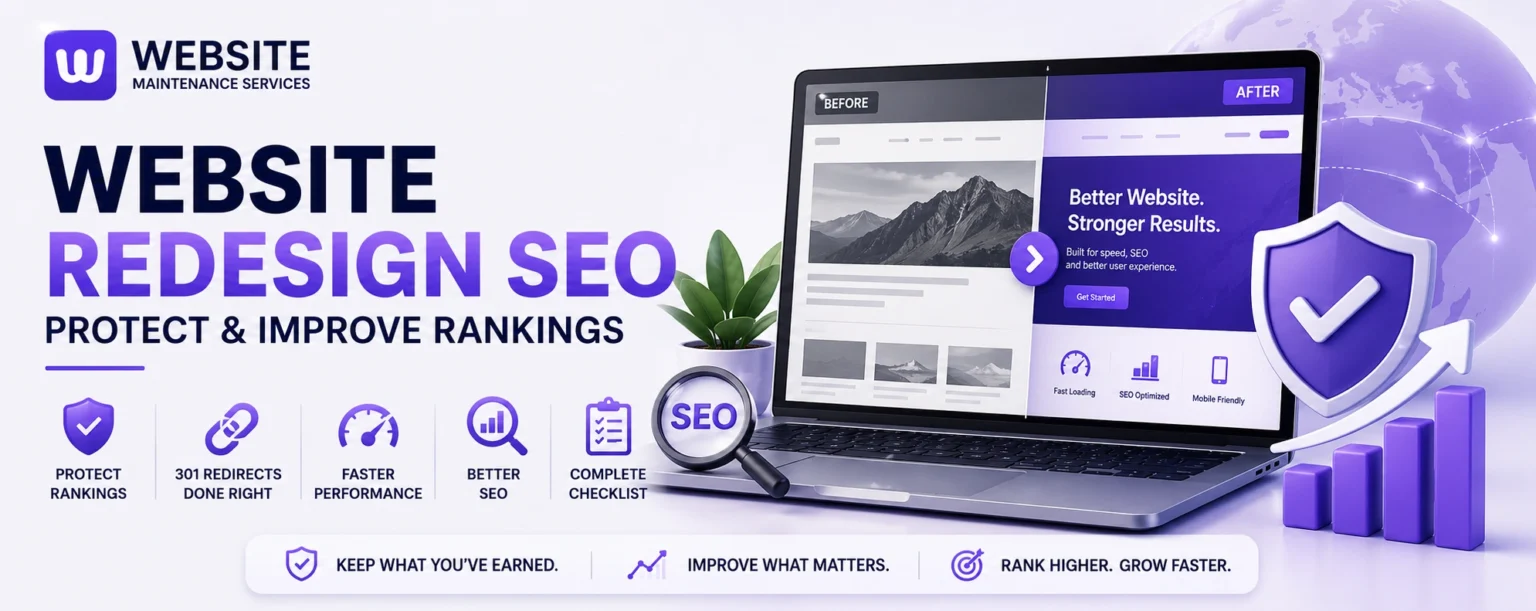 WEBSITE
MAINTENANCE SERVICES
WEBSITE
REDESIGN SEO
PROTECT & IMPROVE RANKINGS
PROTECT
RANKINGS
301 REDIRECTS
DONE RIGHT
FASTER
PERFORMANCE
BETTER
SEO
COMPLETE
CHECKLIST
SEO
BEFORE
AFTER
Better Website.
Stronger Results.
Built for speed, SEO
and better user experience.
Get Started
Fast Loading
SEO Optimized
Mobile Friendly
KEEP WHAT YOU'VE EARNED.
IMPROVE WHAT MATTERS.
RANK HIGHER. GROW FASTER.